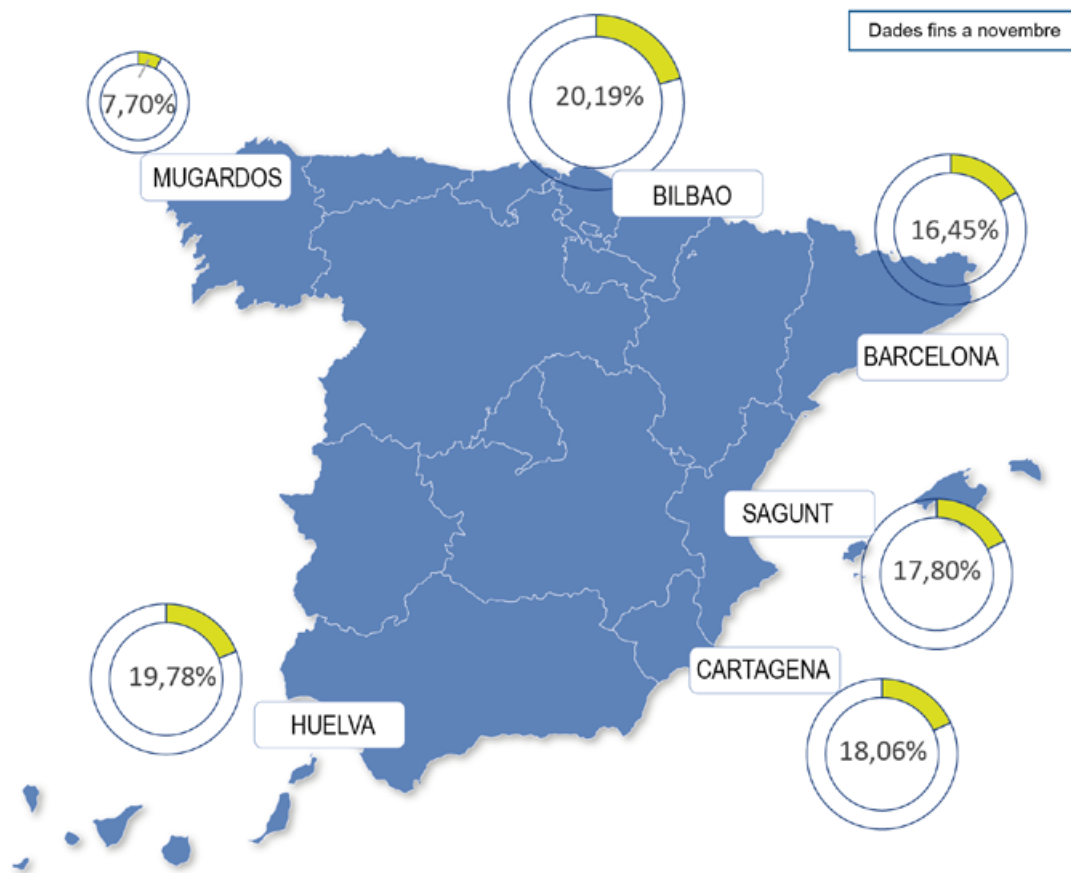 Dades fins a novembre
20,19%
7,70%
MUGARDOS
BILBAO
16,45%
BARCELONA
SAGUNT
17,80%
CARTAGENA
19,78%
HUELVA
18,06%